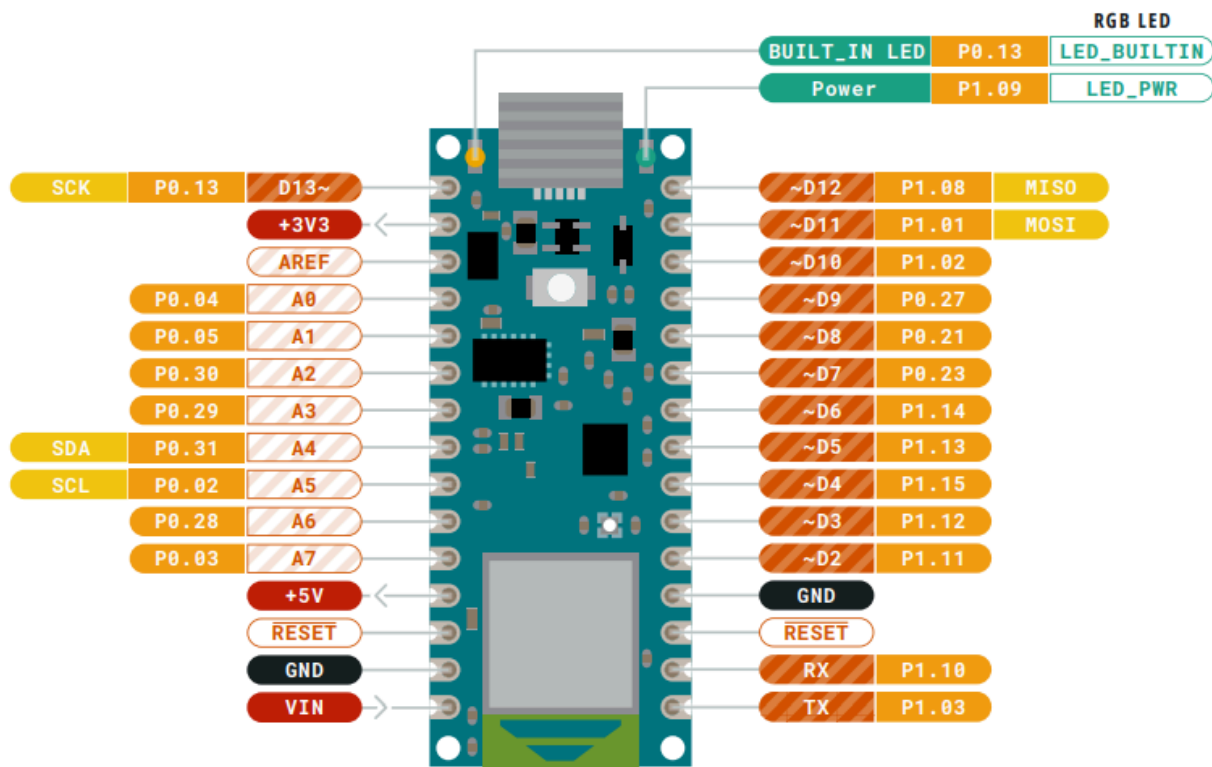 RGB LED
BUILT_IN LED P0.13 LED_BUILTIN
Power P1.09 LED_PWR
SCK P0.13 D13~ ~D12 P1.08 MISO
+3V3 ~D11 P1.01 MOSI
AREF ~D10 P1.02
P0.04 A0 ~D9 P0.27
P0.05 A1 ~D8 P0.21
P0.30 A2 ~D7 P0.23
P0.29 A3 ~D6 P1.14
SDA P0.31 A4 ~D5 P1.13
SCL P0.02 A5 ~D4 P1.15
P0.28 A6 ~D3 P1.12
P0.03 A7 ~D2 P1.11
+5V GND
RESET RESET
GND RX P1.10
VIN TX P1.03